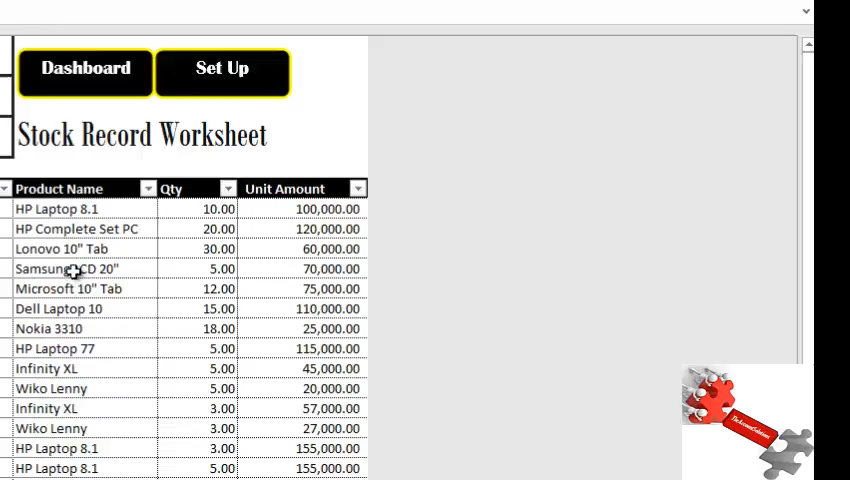 Dashboard Set Up
Stock Record Worksheet
Product Name Qty Unit Amount
HP Laptop 8.1 10.00 100,000.00
HP Complete Set PC 20.00 120,000.00
Lonovo 10" Tab 30.00 60,000.00
Samsung CD 20" 5.00 70,000.00
Microsoft 10" Tab 12.00 75,000.00
Dell Laptop 10 15.00 110,000.00
Nokia 3310 18.00 25,000.00
HP Laptop 77 5.00 115,000.00
Infinity XL 5.00 45,000.00
Wiko Lenny 5.00 20,000.00
Infinity XL 3.00 57,000.00
Wiko Lenny 3.00 27,000.00
HP Laptop 8.1 3.00 155,000.00
HP Laptop 8.1 5.00 155,000.00